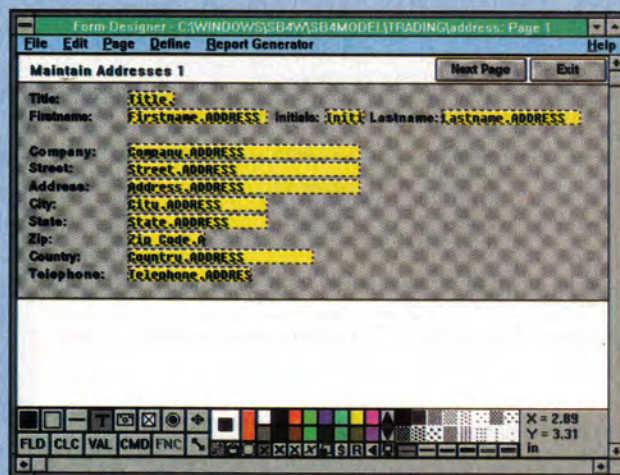 Form-Designer - C:\WINDOWS\SB4W\SB4MODEL\TRADING\address: Page 1
File Edit Page Define Report Generator Help
Maintain Addresses 1 Next Page Exit
Title: Title.
Firstname: Firstname.ADDRESS Initials: Initi Lastname: Lastname.ADDRESS
Company: Company.ADDRESS
Street: Street.ADDRESS
Address: Address.ADDRESS
City: City.ADDRESS
State: State.ADDRESS
Zip: Zip Code.A
Country: Country.ADDRESS
Telephone: Telephone.ADDRES
T X = 2.89
Y = 3.31
FLD CLC VAL CMD FNC S R in